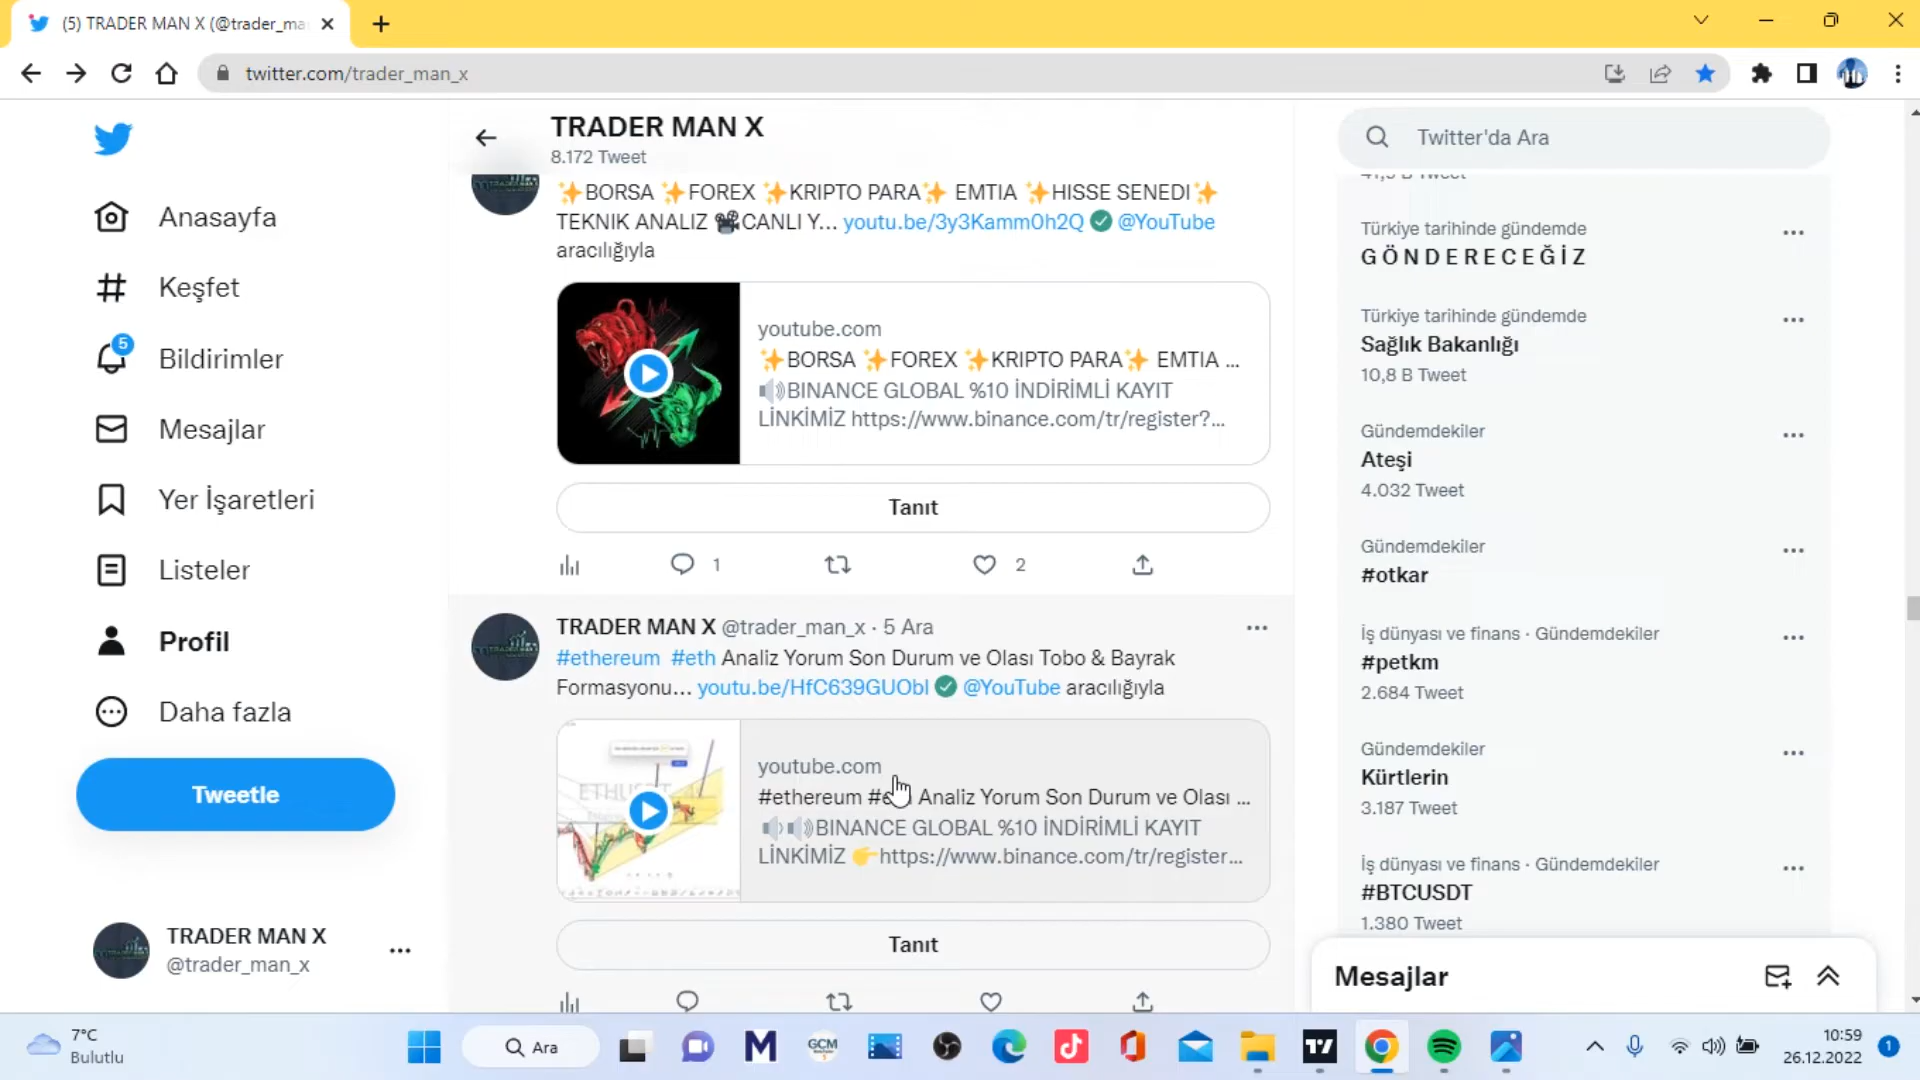 (5) TRADER MAN X (@trader_ma
twitter.com/trader_man_x
Anasayfa
Keşfet
5
Bildirimler
Mesajlar
Yer İşaretleri
Listeler
Profil
Daha fazla
Tweetle
TRADER MAN X
@trader_man_x
TRADER MAN X
8.172 Tweet
✨BORSA ✨FOREX ✨KRIPTO PARA✨ EMTIA ✨HISSE SENEDI✨
TEKNIK ANALIZ 📽CANLI Y... youtu.be/3y3Kamm0h2Q ✅ @YouTube
aracılığıyla
youtube.com
✨BORSA ✨FOREX ✨KRIPTO PARA✨ EMTIA ...
🔊BINANCE GLOBAL %10 İNDİRİMLİ KAYIT
LİNKİMİZ https://www.binance.com/tr/register?...
Tanıt
1
2
TRADER MAN X @trader_man_x · 5 Ara
#ethereum #eth Analiz Yorum Son Durum ve Olası Tobo & Bayrak
Formasyonu... youtu.be/HfC639GUObI ✅ @YouTube aracılığıyla
youtube.com
#ethereum Analiz Yorum Son Durum ve Olası ...
🔉🔊BINANCE GLOBAL %10 İNDİRİMLİ KAYIT
LİNKİMİZ 👉https://www.binance.com/tr/register...
Tanıt
Twitter'da Ara
Türkiye tarihinde gündemde
G Ö N D E R E C E Ğ İ Z
Türkiye tarihinde gündemde
Sağlık Bakanlığı
10,8 B Tweet
Gündemdekiler
Ateşi
4.032 Tweet
Gündemdekiler
#otkar
İş dünyası ve finans · Gündemdekiler
#petkm
2.684 Tweet
Gündemdekiler
Kürtlerin
3.187 Tweet
İş dünyası ve finans · Gündemdekiler
#BTCUSDT
1.380 Tweet
Mesajlar
7°C
Bulutlu
Ara
GCM
10:59
26.12.2022
1